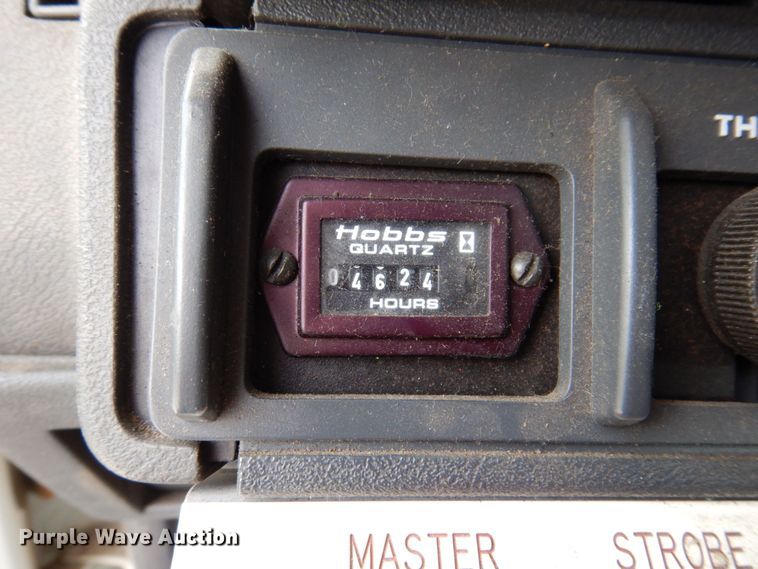 TH
Hobbs
QUARTZ
04624
HOURS
MASTER STROBE
Purple Wave Auction